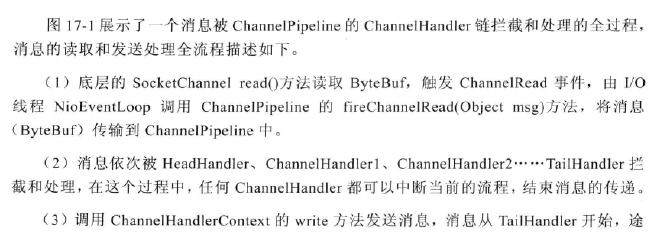 图 17-1 展示了一个消息被 ChannelPipeline 的 ChannelHandler 链拦截和处理的全过程，
消息的读取和发送处理全流程描述如下。
（1）底层的 SocketChannel read()方法读取 ByteBuf，触发 ChannelRead 事件，由 I/O
线程 NioEventLoop 调用 ChannelPipeline 的 fireChannelRead(Object msg)方法，将消息
（ByteBuf）传输到 ChannelPipeline 中。
（2）消息依次被 HeadHandler、ChannelHandler1、ChannelHandler2……TailHandler 拦
截和处理，在这个过程中，任何 ChannelHandler 都可以中断当前的流程，结束消息的传递。
（3）调用 ChannelHandlerContext 的 write 方法发送消息，消息从 TailHandler 开始，途